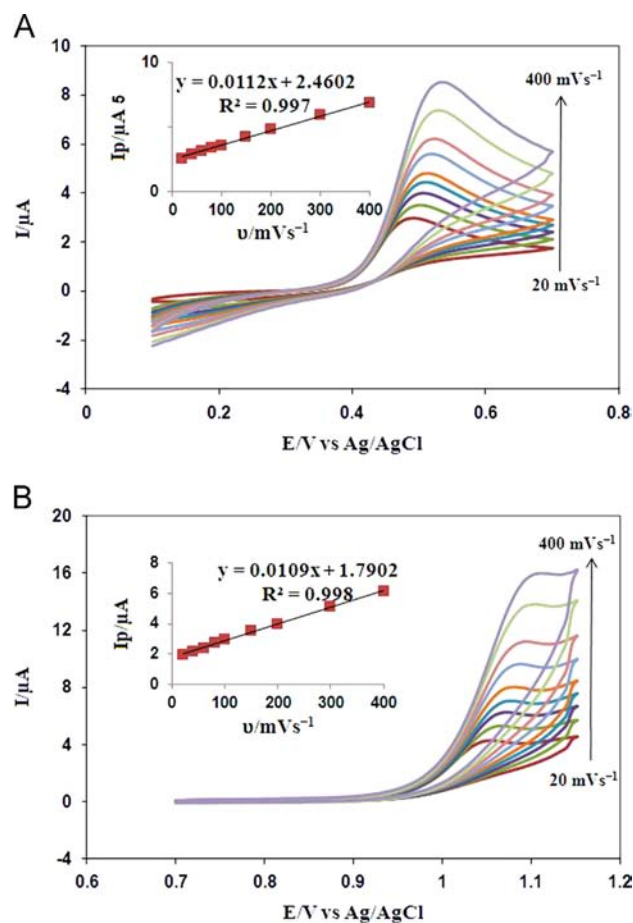 A
10
8
6
4
2
0
-2
-4
I/µA
0
0.2
0.4
0.6
0.8
E/V vs Ag/AgCl
10
0
Ip/µA 5
y = 0.0112x + 2.4602
R² = 0.997
0 100 200 300 400
υ/mVs⁻¹
400 mVs⁻¹
20 mVs⁻¹
B
20
16
12
8
4
0
-4
I/µA
0.6 0.7 0.8 0.9 1 1.1 1.2
E/V vs Ag/AgCl
8
6
4
2
0
Ip/µA
y = 0.0109x + 1.7902
R² = 0.998
0 100 200 300 400
υ/mVs⁻¹
400 mVs⁻¹
20 mVs⁻¹